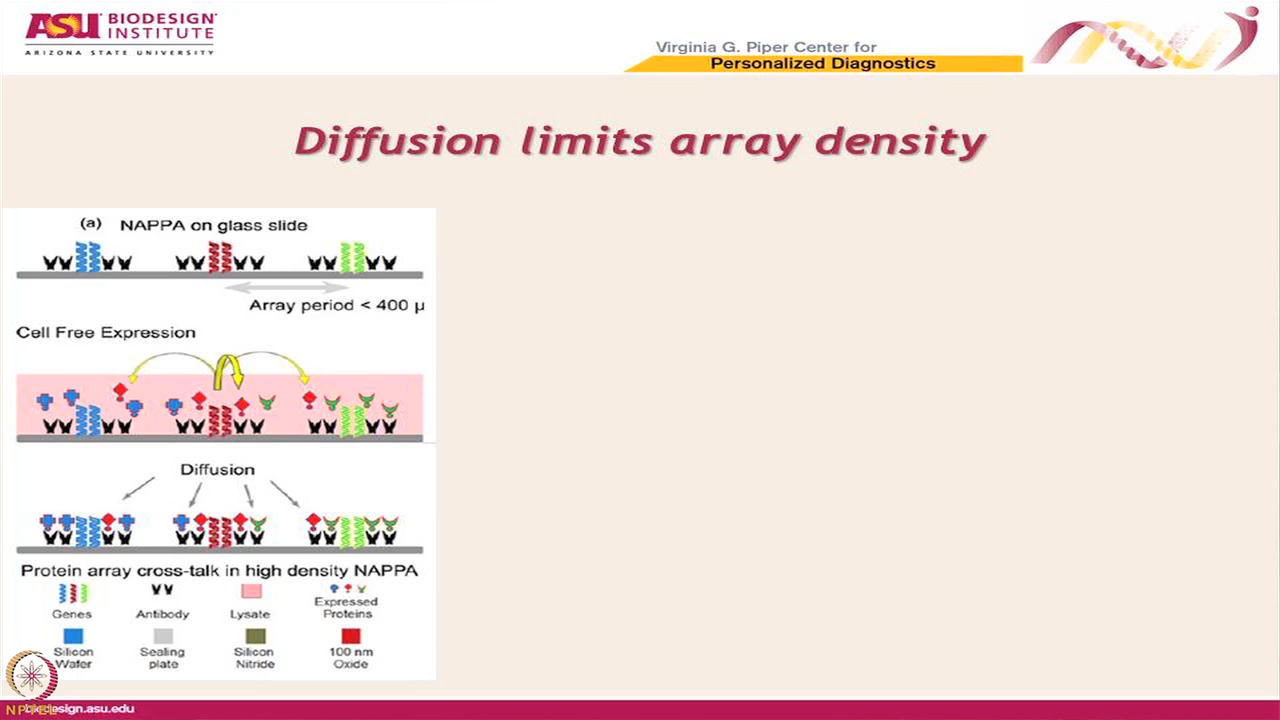 ASU BIODESIGN®
INSTITUTE
ARIZONA STATE UNIVERSITY
Virginia G. Piper Center for
Personalized Diagnostics
Diffusion limits array density
(a) NAPPA on glass slide
Array period < 400 µ
Cell Free Expression
Diffusion
Protein array cross-talk in high density NAPPA
Genes Antibody Lysate Expressed Proteins
Silicon Wafer Sealing plate Silicon Nitride 100 nm Oxide
NPTEL design.asu.edu